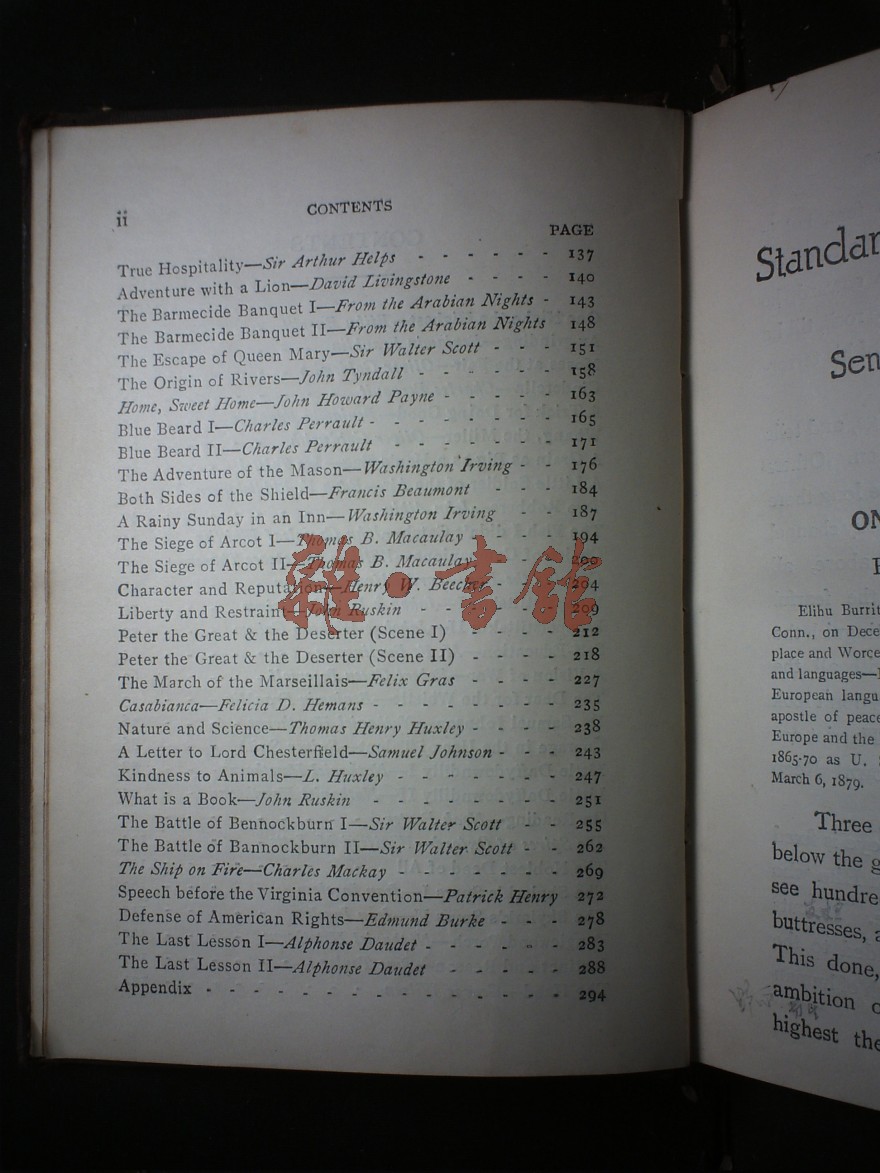 ii
CONTENTS
PAGE
True Hospitality—Sir Arthur Helps - - - - - - 137
Adventure with a Lion—David Livingstone - - - - 140
The Barmecide Banquet I—From the Arabian Nights - 143
The Barmecide Banquet II—From the Arabian Nights 148
The Escape of Queen Mary—Sir Walter Scott - - - 151
The Origin of Rivers—John Tyndall - - - - - - 158
Home, Sweet Home—John Howard Payne - - - - - 163
Blue Beard I—Charles Perrault - - - - - - - 165
Blue Beard II—Charles Perrault - - - - - - - 171
The Adventure of the Mason—Washington Irving - - 176
Both Sides of the Shield—Francis Beaumont - - - 184
A Rainy Sunday in an Inn—Washington Irving - - 187
The Siege of Arcot I—Thomas B. Macaulay - - - - 194
The Siege of Arcot II—Thomas B. Macaulay - - - 200
Character and Reputation—Henry W. Beecher - - - 204
Liberty and Restraint—John Ruskin - - - - - - 209
Peter the Great & the Deserter (Scene I) - - - - 212
Peter the Great & the Deserter (Scene II) - - - - 218
The March of the Marseillais—Felix Gras - - - - 227
Casabianca—Felicia D. Hemans - - - - - - - - 235
Nature and Science—Thomas Henry Huxley - - - - 238
A Letter to Lord Chesterfield—Samuel Johnson - - - 243
Kindness to Animals—L. Huxley - - - - - - - 247
What is a Book—John Ruskin - - - - - - - - 251
The Battle of Bennockburn I—Sir Walter Scott - - 255
The Battle of Bannockburn II—Sir Walter Scott - - 262
The Ship on Fire—Charles Mackay - - - - - - - 269
Speech before the Virginia Convention—Patrick Henry 272
Defense of American Rights—Edmund Burke - - - 278
The Last Lesson I—Alphonse Daudet - - - - - - 283
The Last Lesson II—Alphonse Daudet - - - - - 288
Appendix - - - - - - - - - - - - - - 294
雜·書館
Elihu Burrit
Conn., on Dece
place and Worce
and languages—
European langu
apostle of peace
Europe and the
1865-70 as U. S
March 6, 1879.
Three
below the g
see hundre
buttresses, a
This done,
ambition o
highest the